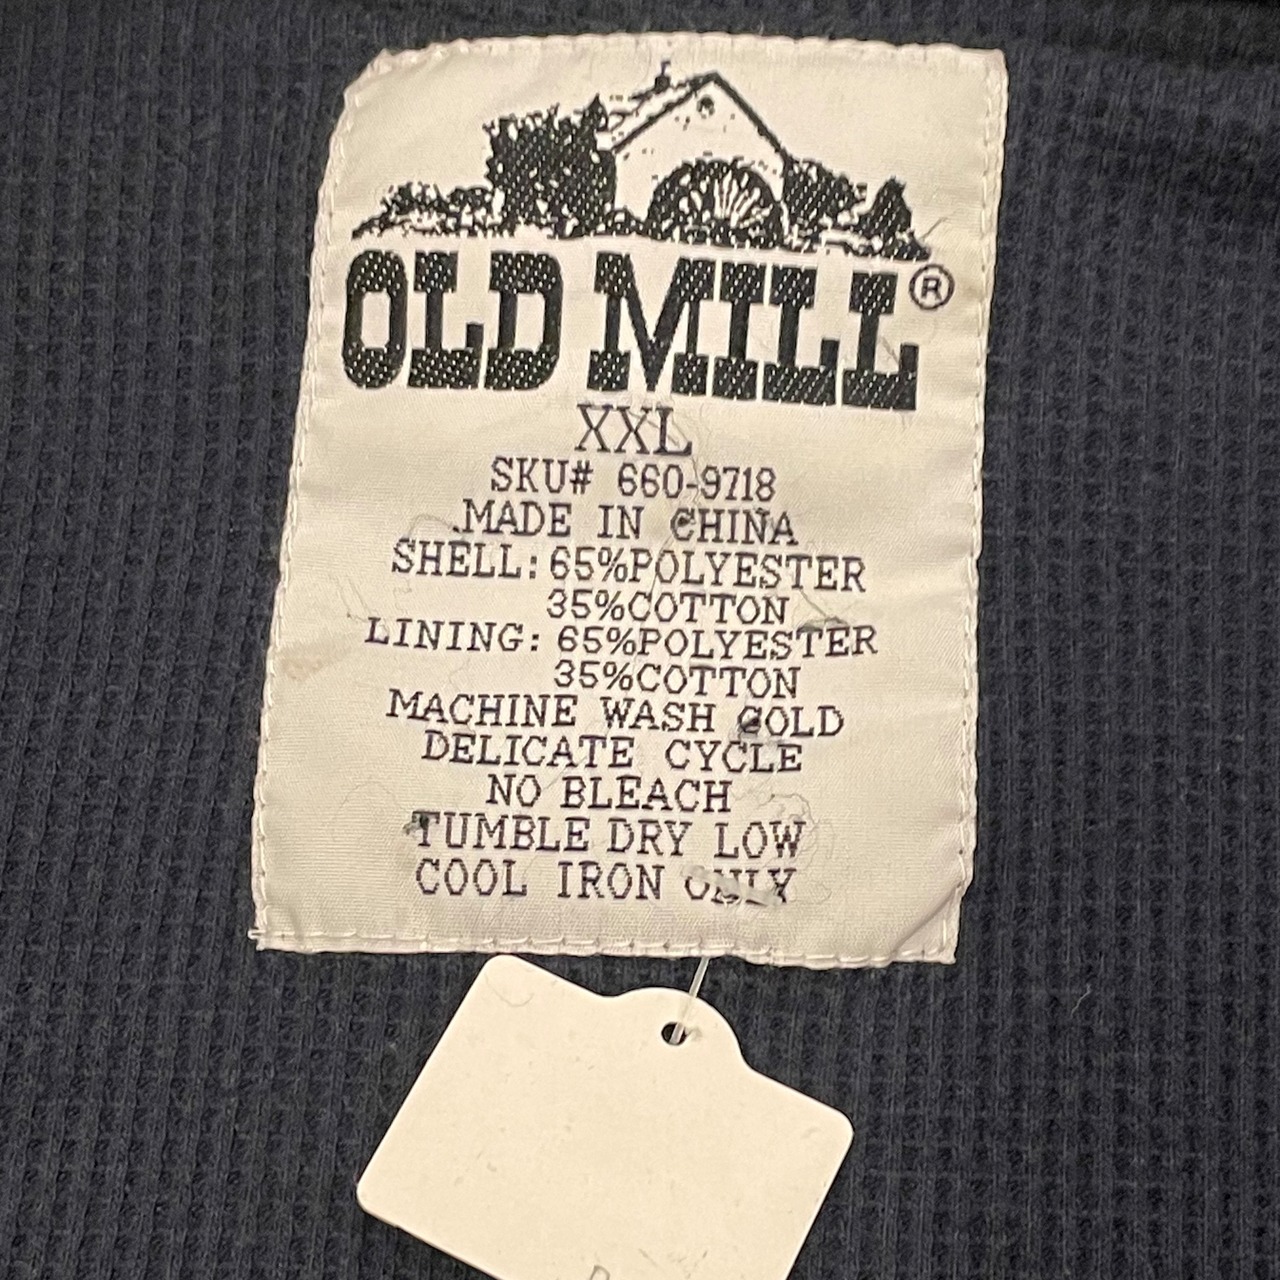 OLD MILL®
XXL
SKU# 660-9718
MADE IN CHINA
SHELL: 65%POLYESTER
35%COTTON
LINING: 65%POLYESTER
35%COTTON
MACHINE WASH COLD
DELICATE CYCLE
NO BLEACH
TUMBLE DRY LOW
COOL IRON ONLY